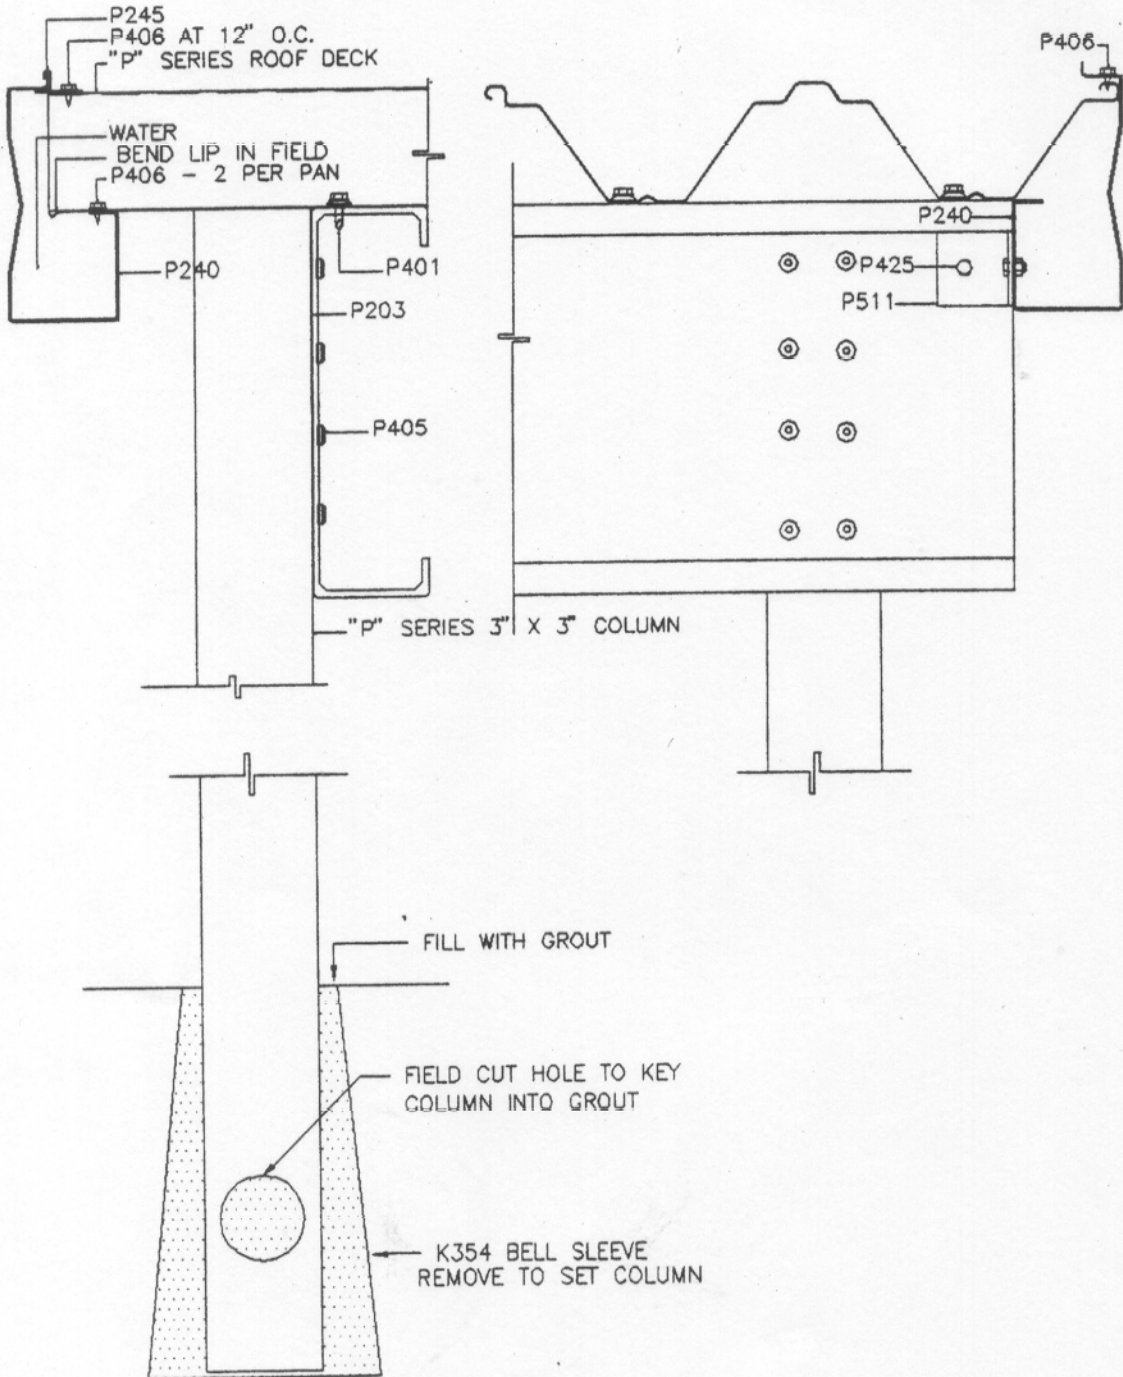 P245
P406 AT 12" O.C.
"P" SERIES ROOF DECK
P406
WATER
BEND LIP IN FIELD
P406 - 2 PER PAN
P240
P401
P203
P405
P240
P425
P511
"P" SERIES 3" X 3" COLUMN
FILL WITH GROUT
FIELD CUT HOLE TO KEY
COLUMN INTO GROUT
K354 BELL SLEEVE
REMOVE TO SET COLUMN